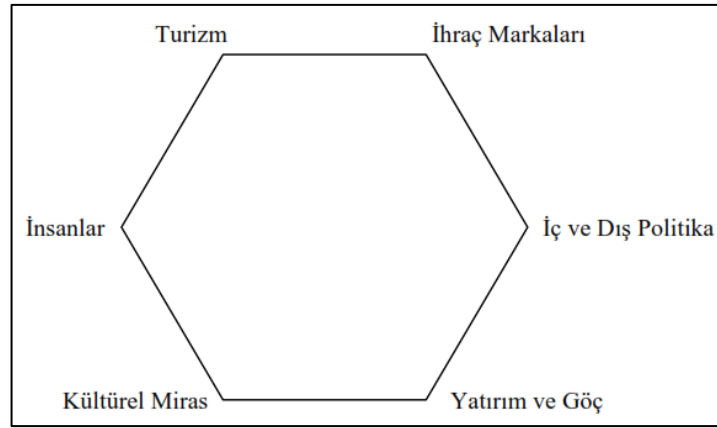 Turizm
İhraç Markaları
İnsanlar
İç ve Dış Politika
Kültürel Miras
Yatırım ve Göç